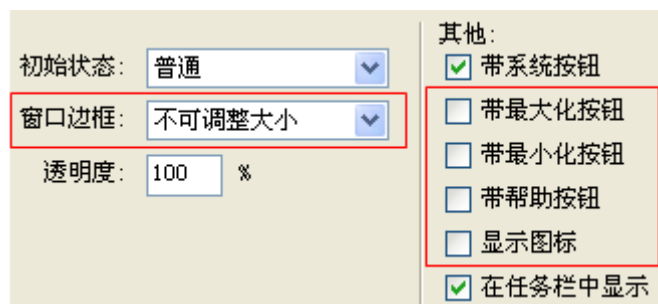 初始状态: 普通
窗口边框: 不可调整大小
透明度: 100 %
其他:
带系统按钮
带最大化按钮
带最小化按钮
带帮助按钮
显示图标
在任务栏中显示